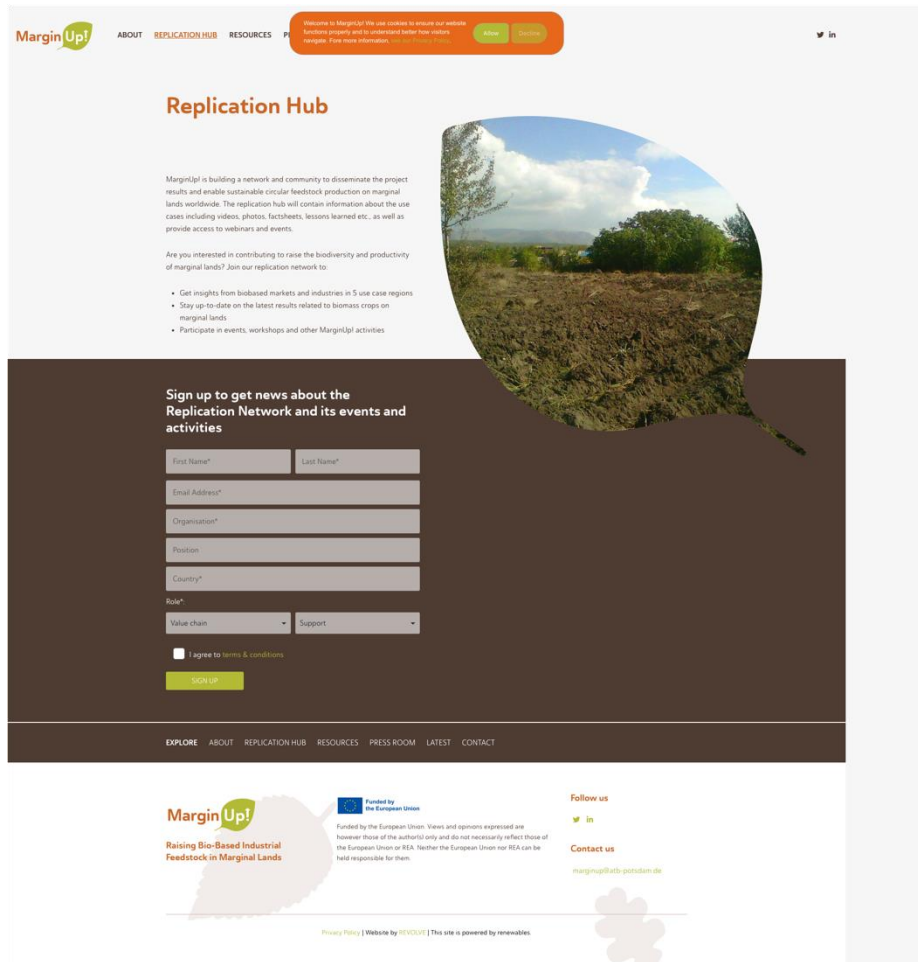 Margin Up!
ABOUT REPLICATION HUB RESOURCES
Welcome to MarginUp! We use cookies to ensure our website
functions properly and to understand better how visitors
navigate. Fore more information, see our Privacy Policy.
Allow Decline
Replication Hub
MarginUp! is building a network and community to disseminate the project
results and enable sustainable circular feedstock production on marginal
lands worldwide. The replication hub will contain information about the use
cases including videos, photos, factsheets, lessons learned etc., as well as
provide access to webinars and events.
Are you interested in contributing to raise the biodiversity and productivity
of marginal lands? Join our replication network to:
• Get insights from biobased markets and industries in 5 use case regions
• Stay up-to-date on the latest results related to biomass crops on
marginal lands
• Participate in events, workshops and other MarginUp! activities
Sign up to get news about the
Replication Network and its events and
activities
First Name* Last Name*
Email Address*
Organisation*
Position
Country*
Role*:
Value chain Support
I agree to terms & conditions
SIGN UP
EXPLORE ABOUT REPLICATION HUB RESOURCES PRESS ROOM LATEST CONTACT
Margin Up!
Raising Bio-Based Industrial
Feedstock in Marginal Lands
Funded by
the European Union
Funded by the European Union. Views and opinions expressed are
however those of the author(s) only and do not necessarily reflect those of
the European Union or REA. Neither the European Union nor REA can be
held responsible for them.
Follow us
Contact us
marginup@atb-potsdam.de
Privacy Policy | Website by REVOLVE | This site is powered by renewables.